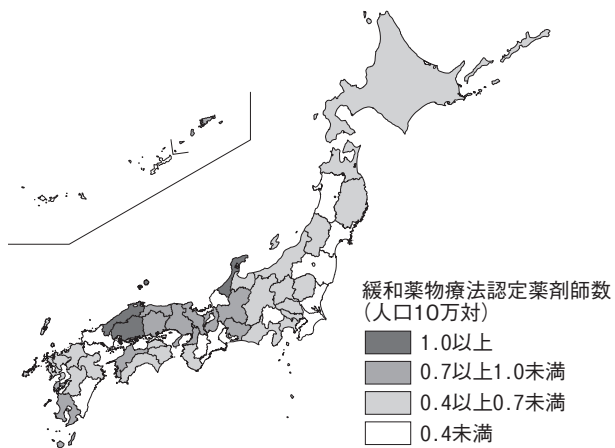 緩和薬物療法認定薬剤師数
(人口10万対)
1.0以上
0.7以上1.0未満
0.4以上0.7未満
0.4未満